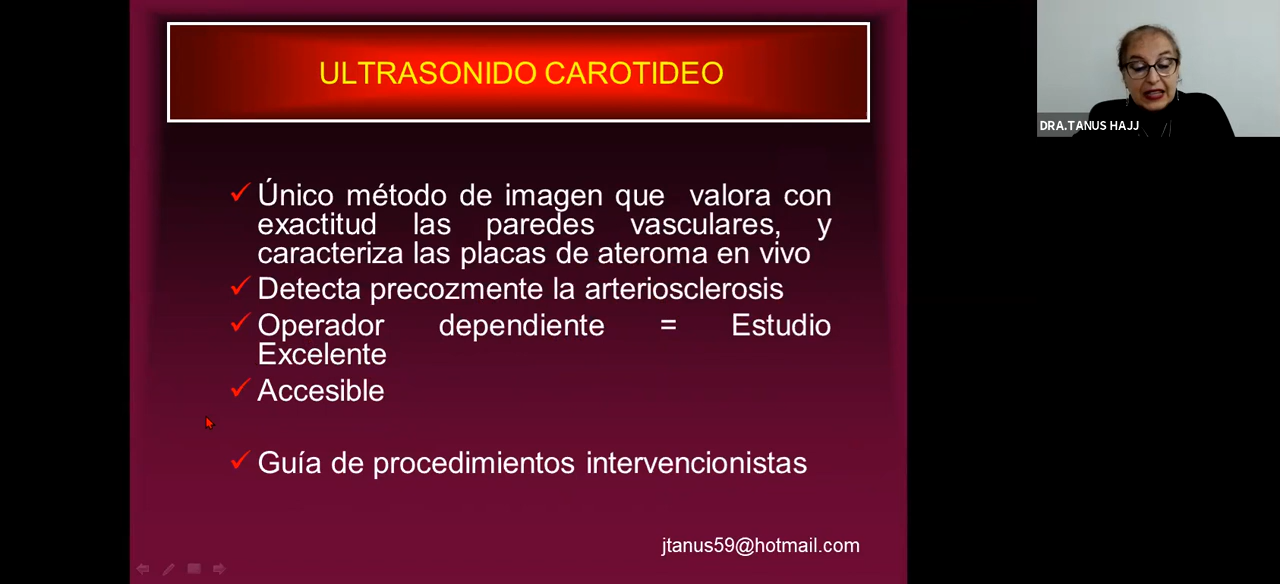 ULTRASONIDO CAROTIDEO
DRA.TANUS HAJJ
Único método de imagen que valora con
exactitud las paredes vasculares, y
caracteriza las placas de ateroma en vivo
Detecta precozmente la arteriosclerosis
Operador dependiente = Estudio
Excelente
Accesible
Guía de procedimientos intervencionistas
jtanus59@hotmail.com